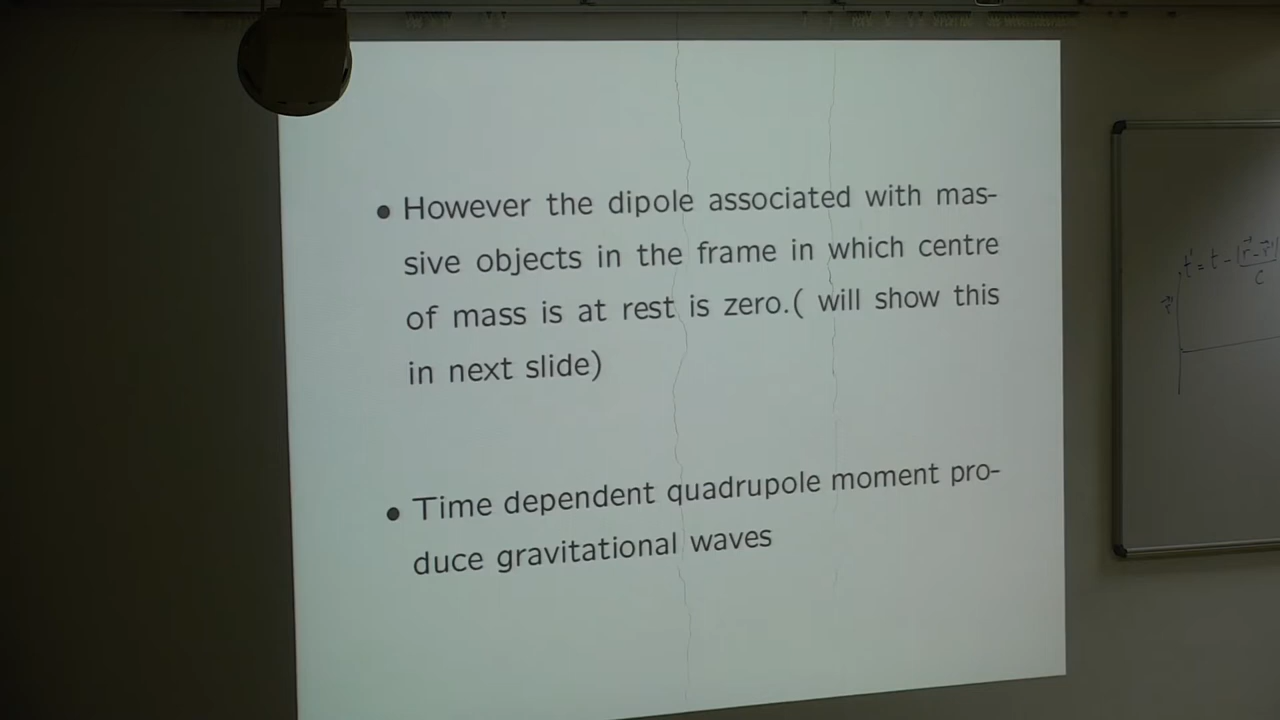 • However the dipole associated with mas-
sive objects in the frame in which centre
of mass is at rest is zero.( will show this
in next slide)
• Time dependent quadrupole moment pro-
duce gravitational waves
t' = t - |r⃗-r⃗'|
c
r⃗